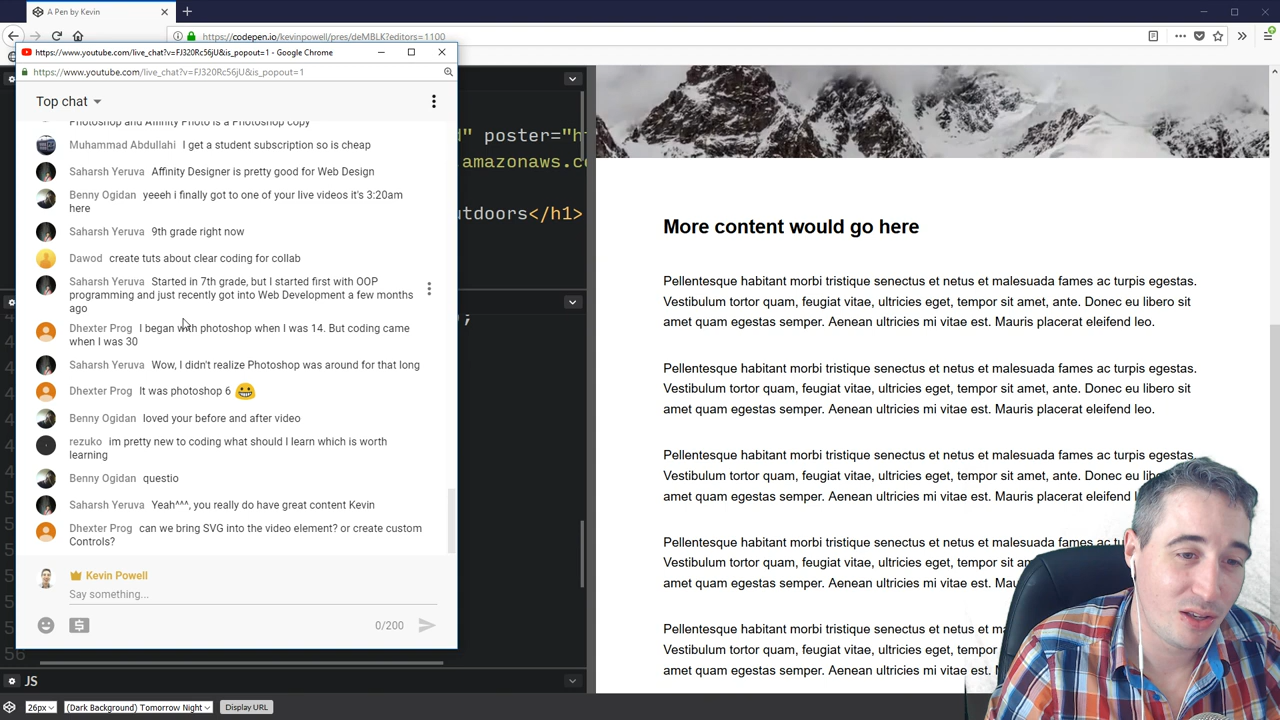 A Pen by Kevin
https://codepen.io/kevinpowell/pres/deMBLK?editors=1100
https://www.youtube.com/live_chat?v=FJ320Rc56jU&is_popout=1 - Google Chrome
https://www.youtube.com/live_chat?v=FJ320Rc56jU&is_popout=1
Top chat
Photoshop and Affinity Photo is a Photoshop copy
Muhammad Abdullahi I get a student subscription so is cheap
Saharsh Yeruva Affinity Designer is pretty good for Web Design
Benny Ogidan yeeeh i finally got to one of your live videos it's 3:20am
here
Saharsh Yeruva 9th grade right now
Dawod create tuts about clear coding for collab
Saharsh Yeruva Started in 7th grade, but I started first with OOP
programming and just recently got into Web Development a few months
ago
Dhexter Prog I began with photoshop when I was 14. But coding came
when I was 30
Saharsh Yeruva Wow, I didn't realize Photoshop was around for that long
Dhexter Prog It was photoshop 6 😀
Benny Ogidan loved your before and after video
rezuko im pretty new to coding what should I learn which is worth
learning
Benny Ogidan questio
Saharsh Yeruva Yeah^^^, you really do have great content Kevin
Dhexter Prog can we bring SVG into the video element? or create custom
Controls?
Kevin Powell
Say something...
0/200
d" poster="ht
.amazonaws.co
utdoors</h1>
);
56
JS
26px (Dark Background) Tomorrow Night Display URL
More content would go here
Pellentesque habitant morbi tristique senectus et netus et malesuada fames ac turpis egestas.
Vestibulum tortor quam, feugiat vitae, ultricies eget, tempor sit amet, ante. Donec eu libero sit
amet quam egestas semper. Aenean ultricies mi vitae est. Mauris placerat eleifend leo.
Pellentesque habitant morbi tristique senectus et netus et malesuada fames ac turpis egestas.
Vestibulum tortor quam, feugiat vitae, ultricies eget, tempor sit amet, ante. Donec eu libero sit
amet quam egestas semper. Aenean ultricies mi vitae est. Mauris placerat eleifend leo.
Pellentesque habitant morbi tristique senectus et netus et malesuada fames ac turpis egestas.
Vestibulum tortor quam, feugiat vitae, ultricies eget, tempor sit amet, ante. Donec eu lib
amet quam egestas semper. Aenean ultricies mi vitae est. Mauris placerat eleifend l
Pellentesque habitant morbi tristique senectus et netus et malesuada fames ac tu
Vestibulum tortor quam, feugiat vitae, ultricies eget, tempor sit am
amet quam egestas semper. Aenean ultricies mi vitae est. Mau
Pellentesque habitant morbi tristique senectus et netus et ma
Vestibulum tortor quam, feugiat vitae, ultricies eget, tempor s
amet quam egestas semper. Aenean ultricies mi vitae est.